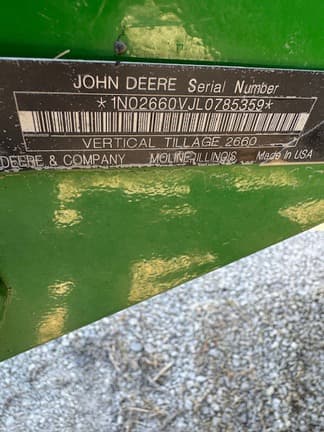 JOHN DEERE Serial Number
*1N02660VJL0785359*
VERTICAL TILLAGE 2660
DEERE & COMPANY MOLINE, ILLINOIS Made in USA